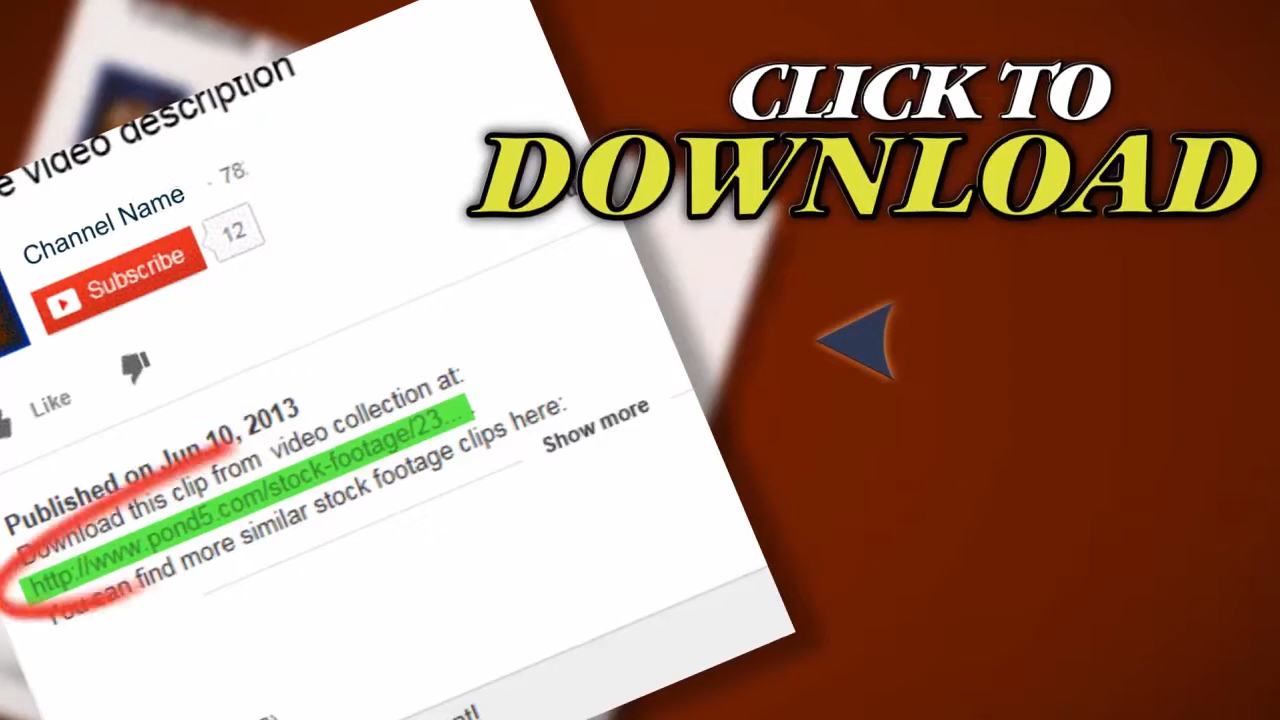 CLICK TO
DOWNLOAD
e video description
Channel Name
78
Subscribe
12
Like
Published on Jun 10, 2013
Download this clip from video collection at:
http://www.pond5.com/stock-footage/23...
You can find more similar stock footage clips here:
Show more